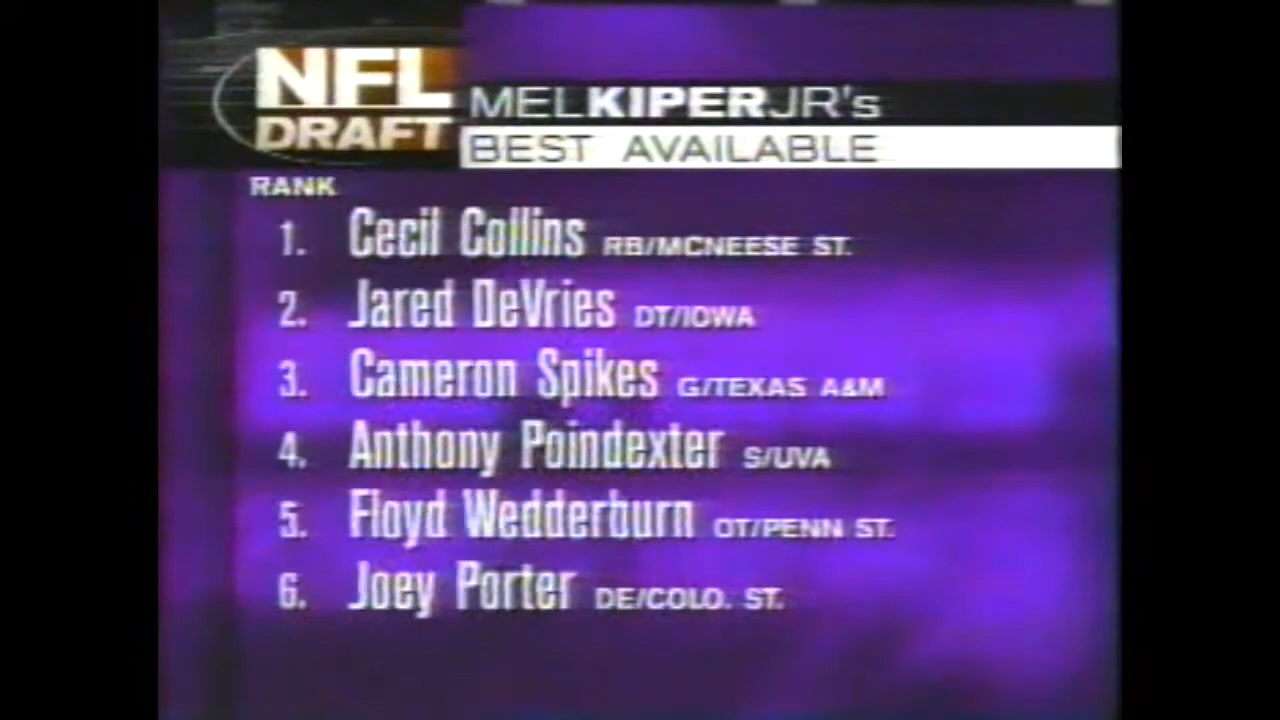 NFL
DRAFT
MELKIPERJR's
BEST AVAILABLE
RANK
1. Cecil Collins RB/MCNEESE ST.
2. Jared DeVries DT/IOWA
3. Cameron Spikes G/TEXAS A&M
4. Anthony Poindexter S/UVA
5. Floyd Wedderburn OT/PENN ST.
6. Joey Porter DE/COLO. ST.